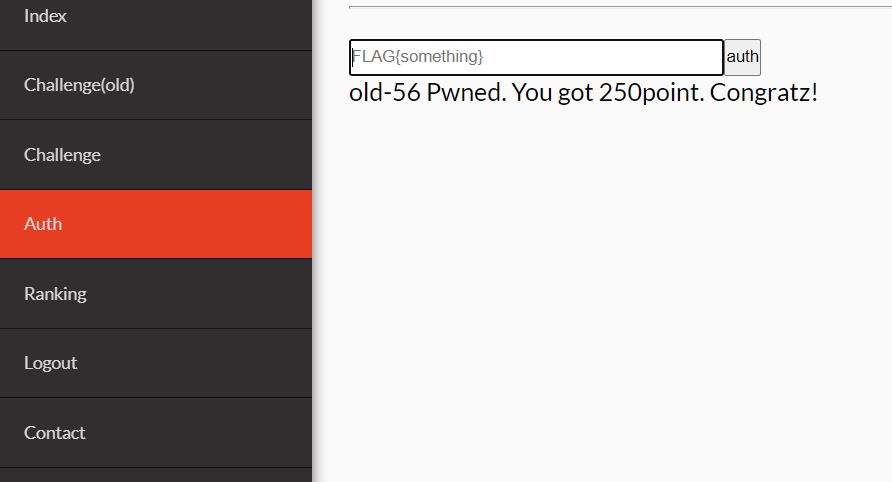 Index
Challenge(old)
Challenge
Auth
Ranking
Logout
Contact
FLAG{something} auth
old-56 Pwned. You got 250point. Congratz!